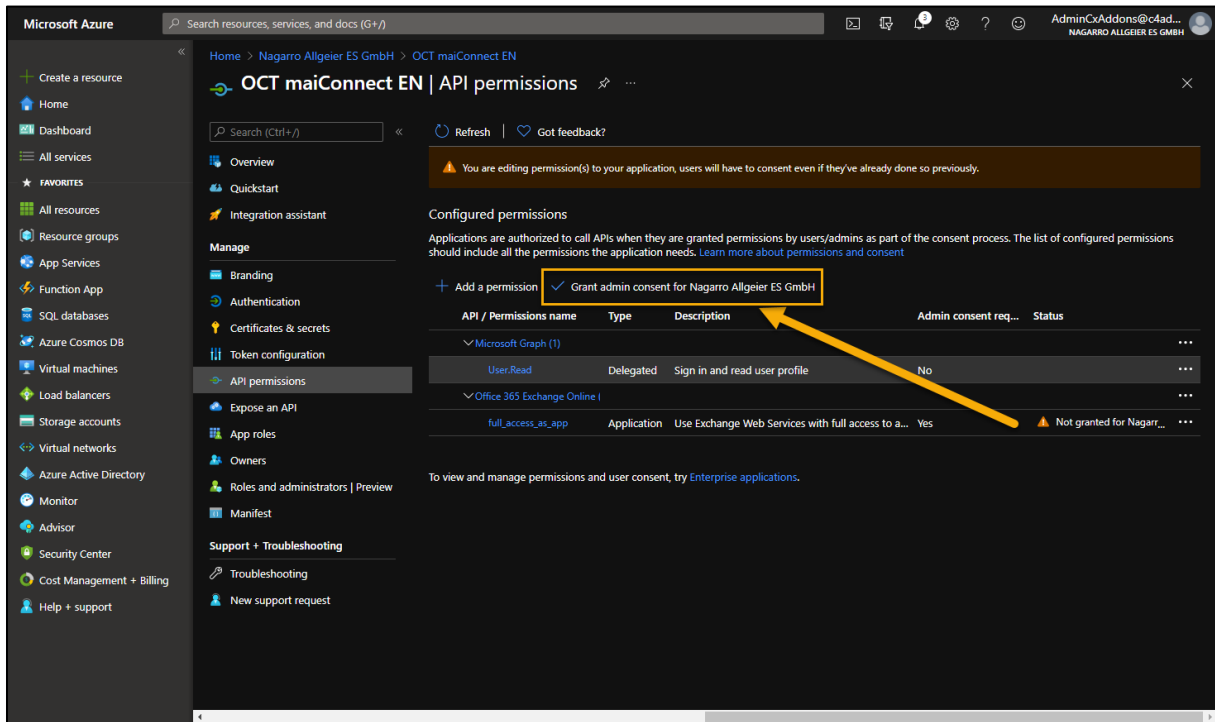 Microsoft Azure
Search resources, services, and docs (G+/)
3
AdminCxAddons@c4ad...
NAGARRO ALLGEIER ES GMBH
Create a resource
Home
Dashboard
All services
FAVORITES
All resources
Resource groups
App Services
Function App
SQL databases
Azure Cosmos DB
Virtual machines
Load balancers
Storage accounts
Virtual networks
Azure Active Directory
Monitor
Advisor
Security Center
Cost Management + Billing
Help + support
Home > Nagarro Allgeier ES GmbH > OCT maiConnect EN
OCT maiConnect EN | API permissions
Search (Ctrl+/)
Overview
Quickstart
Integration assistant
Manage
Branding
Authentication
Certificates & secrets
Token configuration
API permissions
Expose an API
App roles
Owners
Roles and administrators | Preview
Manifest
Support + Troubleshooting
Troubleshooting
New support request
Refresh | Got feedback?
You are editing permission(s) to your application, users will have to consent even if they've already done so previously.
Configured permissions
Applications are authorized to call APIs when they are granted permissions by users/admins as part of the consent process. The list of configured permissions
should include all the permissions the application needs. Learn more about permissions and consent
Add a permission Grant admin consent for Nagarro Allgeier ES GmbH
API / Permissions name Type Description Admin consent req... Status
Microsoft Graph (1)
User.Read Delegated Sign in and read user profile No
Office 365 Exchange Online (
full_access_as_app Application Use Exchange Web Services with full access to a... Yes Not granted for Nagarr...
To view and manage permissions and user consent, try Enterprise applications.